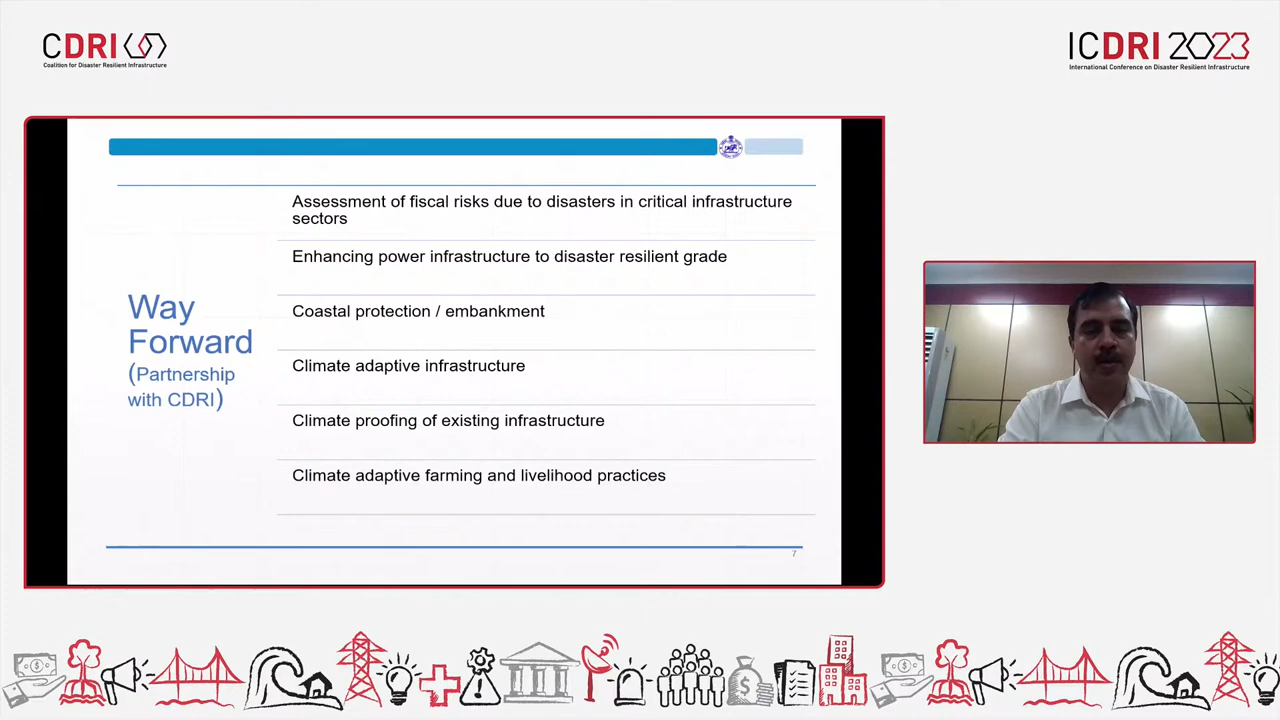 CDRI
Coalition for Disaster Resilient Infrastructure
ICDRI 2023
International Conference on Disaster Resilient Infrastructure
Assessment of fiscal risks due to disasters in critical infrastructure
sectors
Enhancing power infrastructure to disaster resilient grade
Way
Forward
(Partnership
with CDRI)
Coastal protection / embankment
Climate adaptive infrastructure
Climate proofing of existing infrastructure
Climate adaptive farming and livelihood practices
7